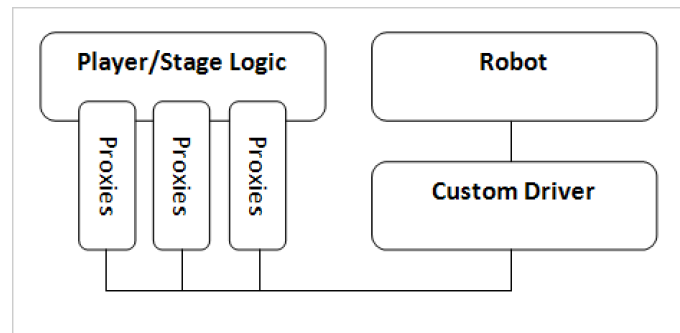 Player/Stage Logic
Proxies
Proxies
Proxies
Robot
Custom Driver